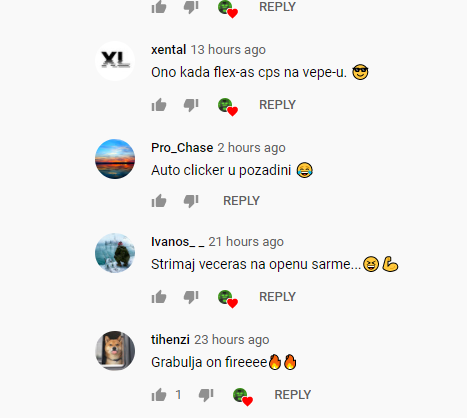 REPLY
XL
xental 13 hours ago
Ono kada flex-as cps na vepe-u. 😎
REPLY
Pro_Chase 2 hours ago
Auto clicker u pozadini 😂
REPLY
Ivanos_ _ 21 hours ago
Strimaj veceras na openu sarme...😆💪
REPLY
tihenzi 23 hours ago
Grabulja on fireeee🔥🔥
1 REPLY